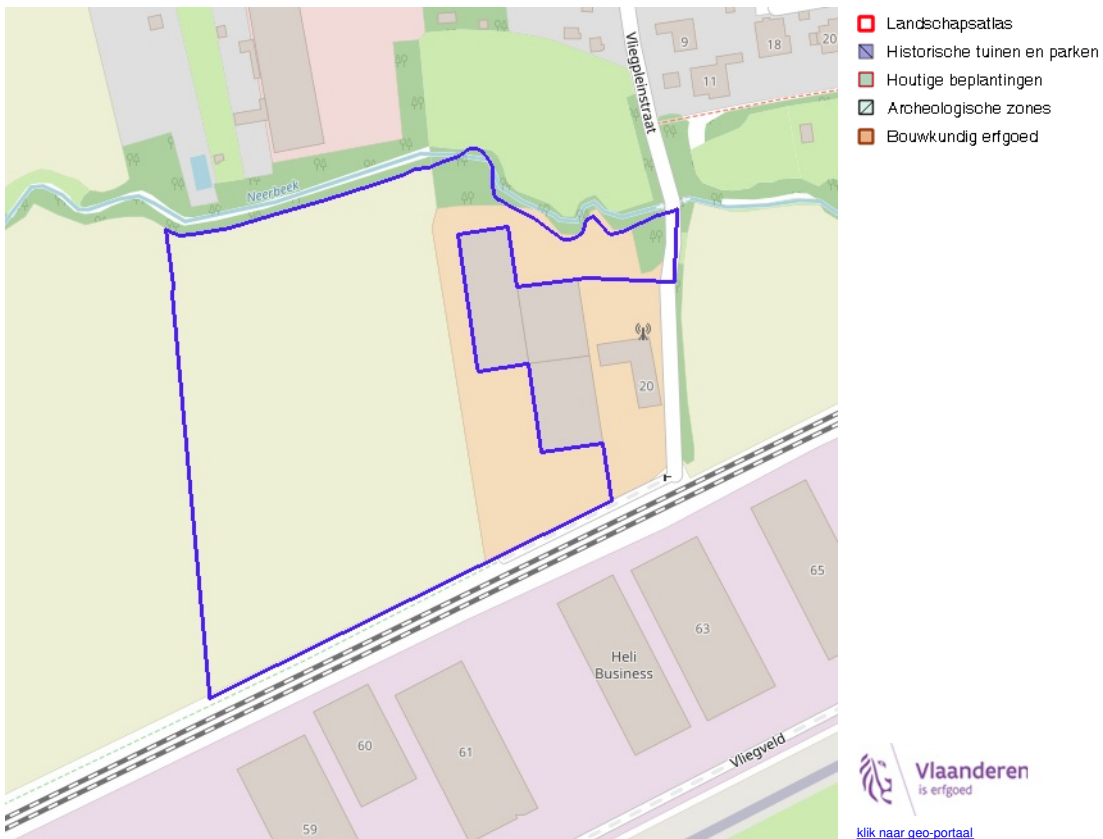 Landschapsatlas
Historische tuinen en parken
Houtige beplantingen
Archeologische zones
Bouwkundig erfgoed
Vliegpleinstraat
9
18
20
11
Neerbeek
20
65
63
Heli
Business
60
61
Vliegveld
59
Vlaanderen
is erfgoed
klik naar geo-portaal